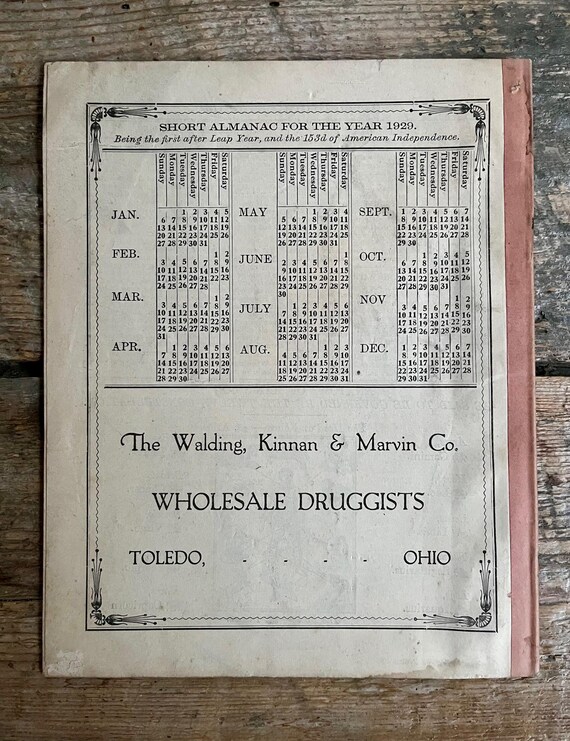 SHORT ALMANAC FOR THE YEAR 1929.
Being the first after Leap Year, and the 153d of American Independence.
Sunday Monday Tuesday Wednesday Thursday Friday Saturday
JAN.
1 2 3 4 5
6 7 8 9 10 11 12
13 14 15 16 17 18 19
20 21 22 23 24 25 26
27 28 29 30 31
FEB.
1 2
3 4 5 6 7 8 9
10 11 12 13 14 15 16
17 18 19 20 21 22 23
24 25 26 27 28
MAR.
1 2
3 4 5 6 7 8 9
10 11 12 13 14 15 16
17 18 19 20 21 22 23
24 25 26 27 28 29 30
31
APR.
1 2 3 4 5 6
7 8 9 10 11 12 13
14 15 16 17 18 19 20
21 22 23 24 25 26 27
28 29 30
Sunday Monday Tuesday Wednesday Thursday Friday Saturday
MAY
1 2 3 4
5 6 7 8 9 10 11
12 13 14 15 16 17 18
19 20 21 22 23 24 25
26 27 28 29 30 31
JUNE
1
2 3 4 5 6 7 8
9 10 11 12 13 14 15
16 17 18 19 20 21 22
23 24 25 26 27 28 29
30
JULY
1 2 3 4 5 6
7 8 9 10 11 12 13
14 15 16 17 18 19 20
21 22 23 24 25 26 27
28 29 30 31
AUG.
1 2 3
4 5 6 7 8 9 10
11 12 13 14 15 16 17
18 19 20 21 22 23 24
25 26 27 28 29 30 31
Sunday Monday Tuesday Wednesday Thursday Friday Saturday
SEPT.
1 2 3 4 5 6 7
8 9 10 11 12 13 14
15 16 17 18 19 20 21
22 23 24 25 26 27 28
29 30
OCT.
1 2 3 4 5
6 7 8 9 10 11 12
13 14 15 16 17 18 19
20 21 22 23 24 25 26
27 28 29 30 31
NOV
1 2
3 4 5 6 7 8 9
10 11 12 13 14 15 16
17 18 19 20 21 22 23
24 25 26 27 28 29 30
DEC.
1 2 3 4 5 6 7
8 9 10 11 12 13 14
15 16 17 18 19 20 21
22 23 24 25 26 27 28
29 30 31
The Walding, Kinnan & Marvin Co.
WHOLESALE DRUGGISTS
TOLEDO, - - - - OHIO